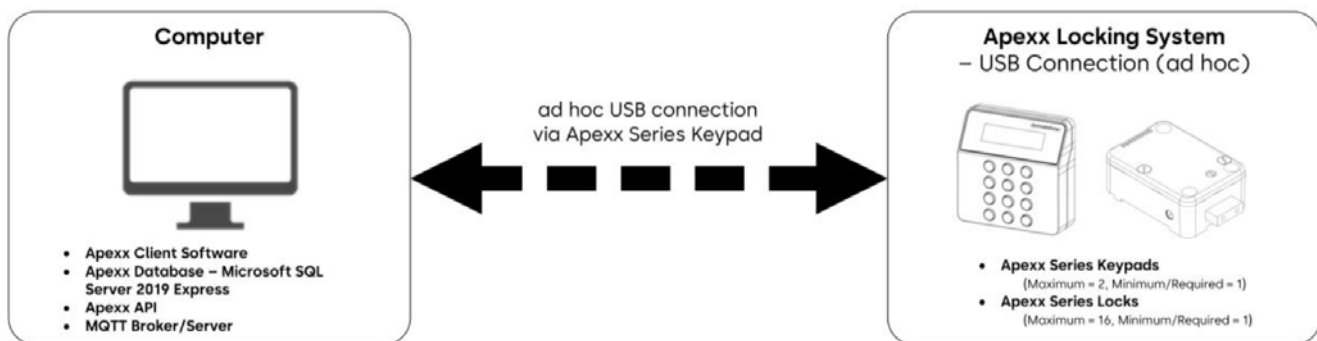 Computer
Apexx Client Software
Apexx Database – Microsoft SQL
Server 2019 Express
Apexx API
MQTT Broker/Server
ad hoc USB connection
via Apexx Series Keypad
Apexx Locking System
– USB Connection (ad hoc)
Apexx Series Keypads
(Maximum = 2, Minimum/Required = 1)
Apexx Series Locks
(Maximum = 16, Minimum/Required = 1)